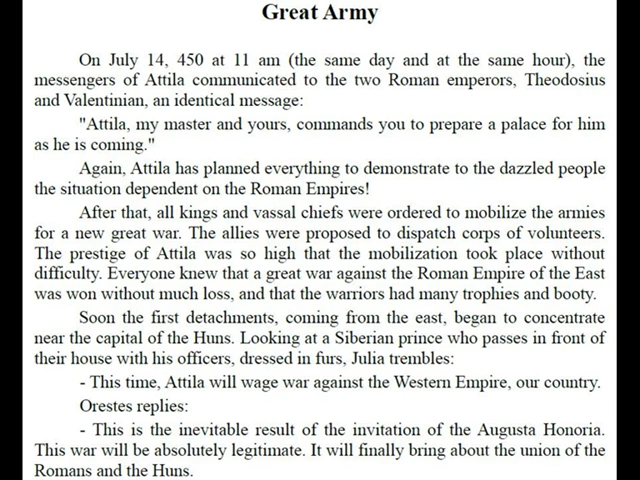 Great Army
On July 14, 450 at 11 am (the same day and at the same hour), the
messengers of Attila communicated to the two Roman emperors, Theodosius
and Valentinian, an identical message:
"Attila, my master and yours, commands you to prepare a palace for him
as he is coming."
Again, Attila has planned everything to demonstrate to the dazzled people
the situation dependent on the Roman Empires!
After that, all kings and vassal chiefs were ordered to mobilize the armies
for a new great war. The allies were proposed to dispatch corps of volunteers.
The prestige of Attila was so high that the mobilization took place without
difficulty. Everyone knew that a great war against the Roman Empire of the East
was won without much loss, and that the warriors had many trophies and booty.
Soon the first detachments, coming from the east, began to concentrate
near the capital of the Huns. Looking at a Siberian prince who passes in front of
their house with his officers, dressed in furs, Julia trembles:
- This time, Attila will wage war against the Western Empire, our country.
Orestes replies:
- This is the inevitable result of the invitation of the Augusta Honoria.
This war will be absolutely legitimate. It will finally bring about the union of the
Romans and the Huns.